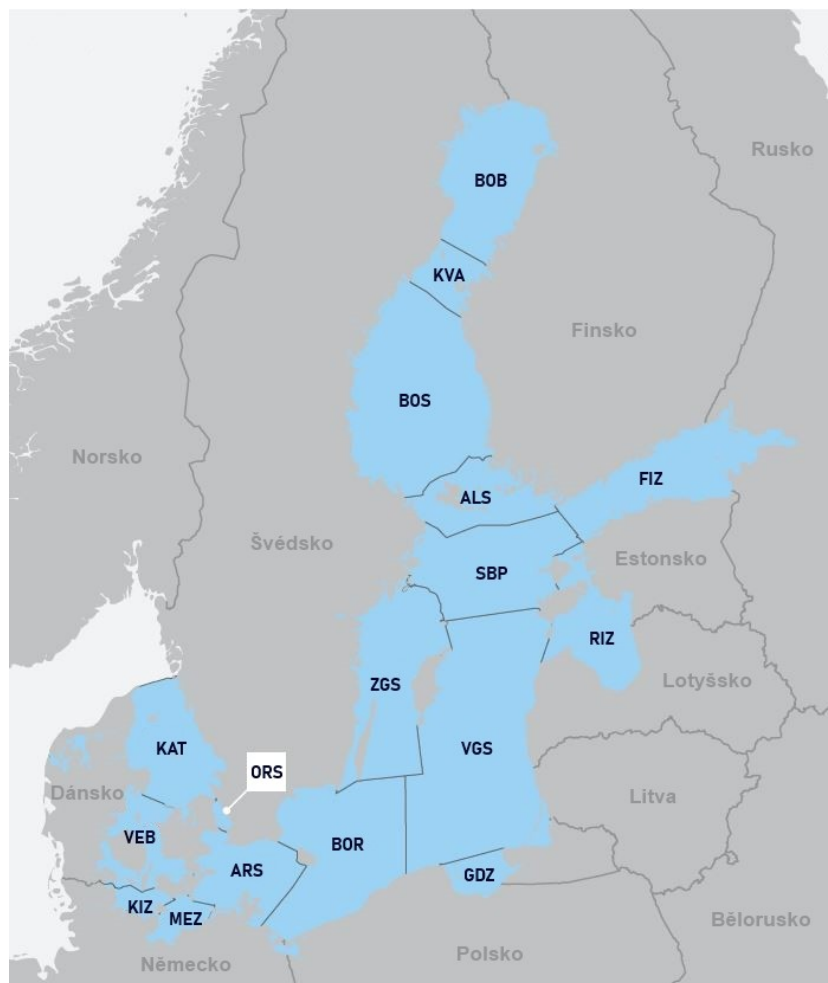 BOB
Rusko
KVA
Finsko
BOS
Norsko
FIZ
ALS
Švédsko
SBP
Estonsko
RIZ
Lotyšsko
ZGS
KAT
VGS
ORS
Dánsko
Litva
VEB
BOR
ARS
GDZ
KIZ
MEZ
Bělorusko
Polsko
Německo